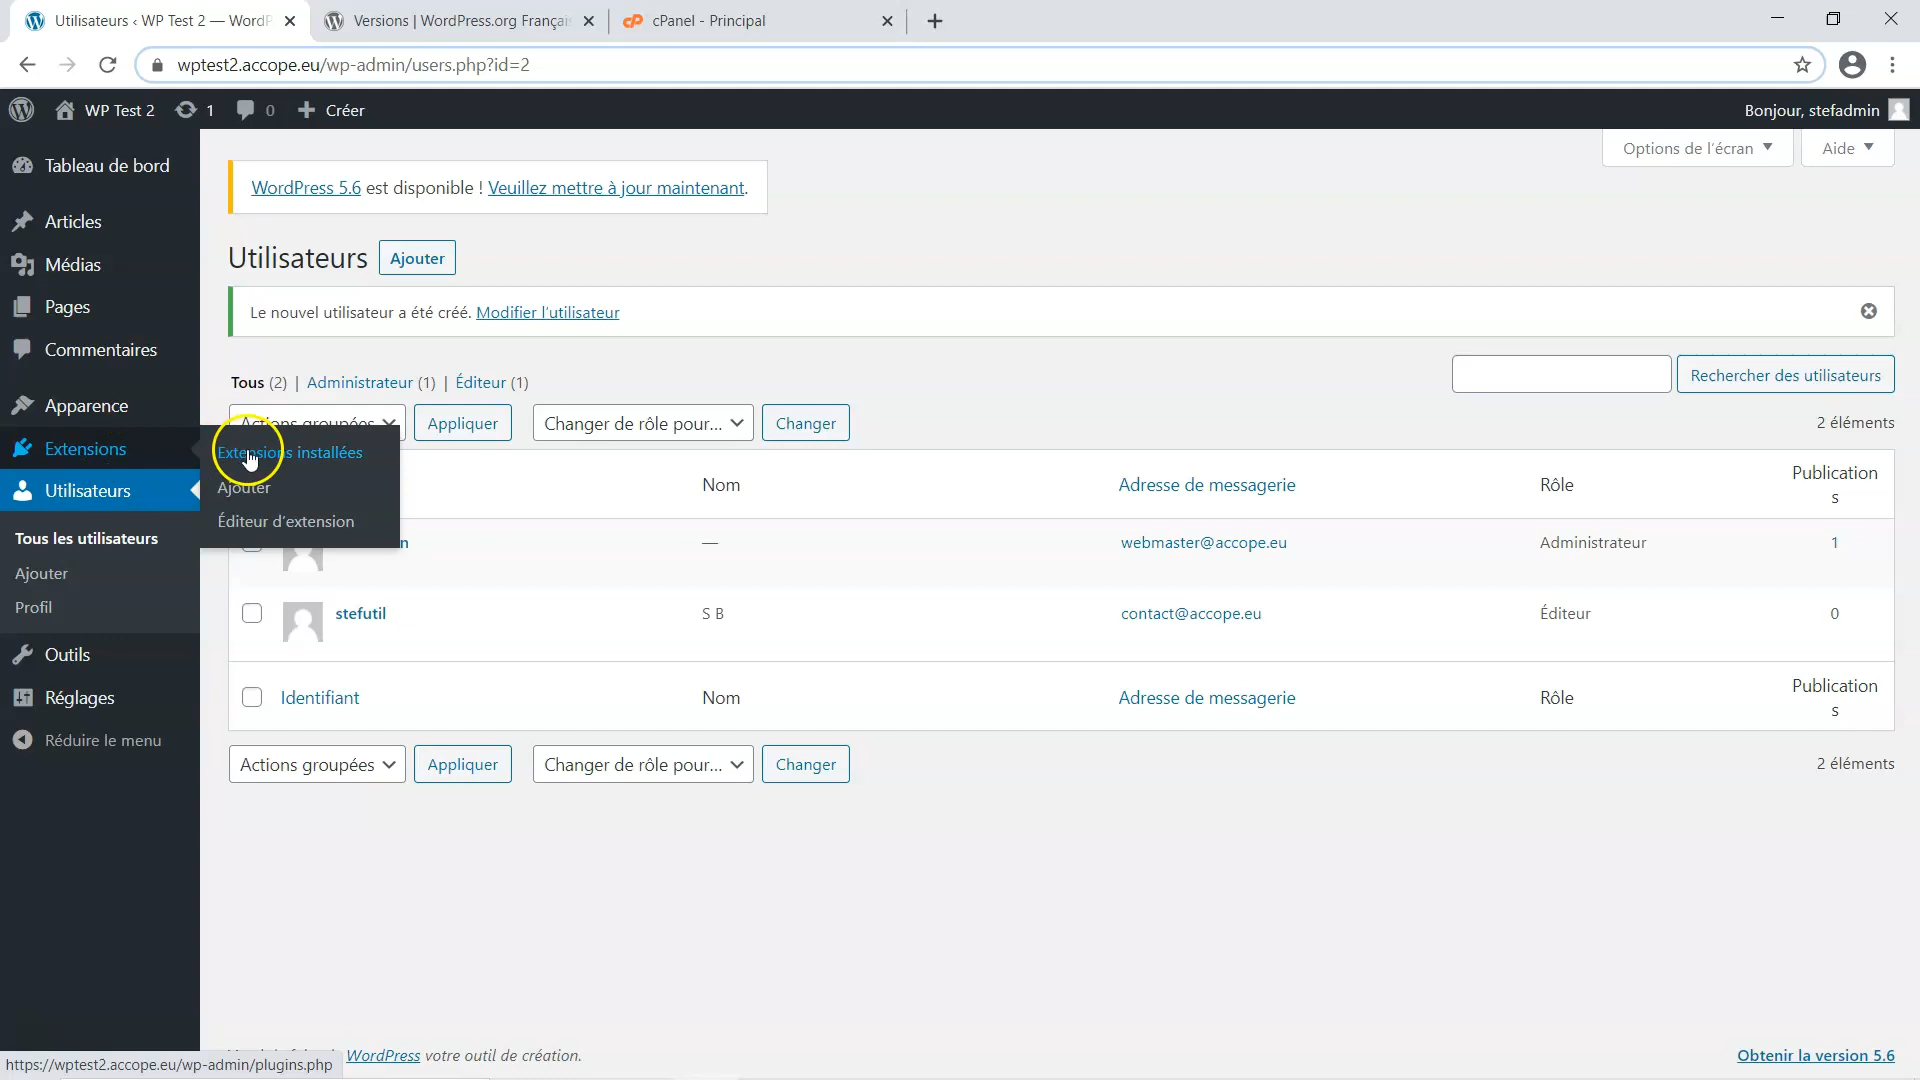 Utilisateurs ‹ WP Test 2 — WordP
Versions | WordPress.org Françai
cPanel - Principal
wptest2.accope.eu/wp-admin/users.php?id=2
WP Test 2
1
0
Créer
Bonjour, stefadmin
Tableau de bord
Articles
Médias
Pages
Commentaires
Apparence
Extensions
Utilisateurs
Tous les utilisateurs
Ajouter
Profil
Outils
Réglages
Réduire le menu
Extensions installées
Ajouter
Éditeur d'extension
Options de l'écran
Aide
WordPress 5.6 est disponible ! Veuillez mettre à jour maintenant.
Utilisateurs
Ajouter
Le nouvel utilisateur a été créé. Modifier l'utilisateur
Tous (2) | Administrateur (1) | Éditeur (1)
Rechercher des utilisateurs
Actions groupées
Appliquer
Changer de rôle pour...
Changer
2 éléments
Nom
Adresse de messagerie
Rôle
Publication
s
n
—
webmaster@accope.eu
Administrateur
1
stefutil
S B
contact@accope.eu
Éditeur
0
Identifiant
Nom
Adresse de messagerie
Rôle
Publication
s
Actions groupées
Appliquer
Changer de rôle pour...
Changer
2 éléments
WordPress votre outil de création.
Obtenir la version 5.6
https://wptest2.accope.eu/wp-admin/plugins.php